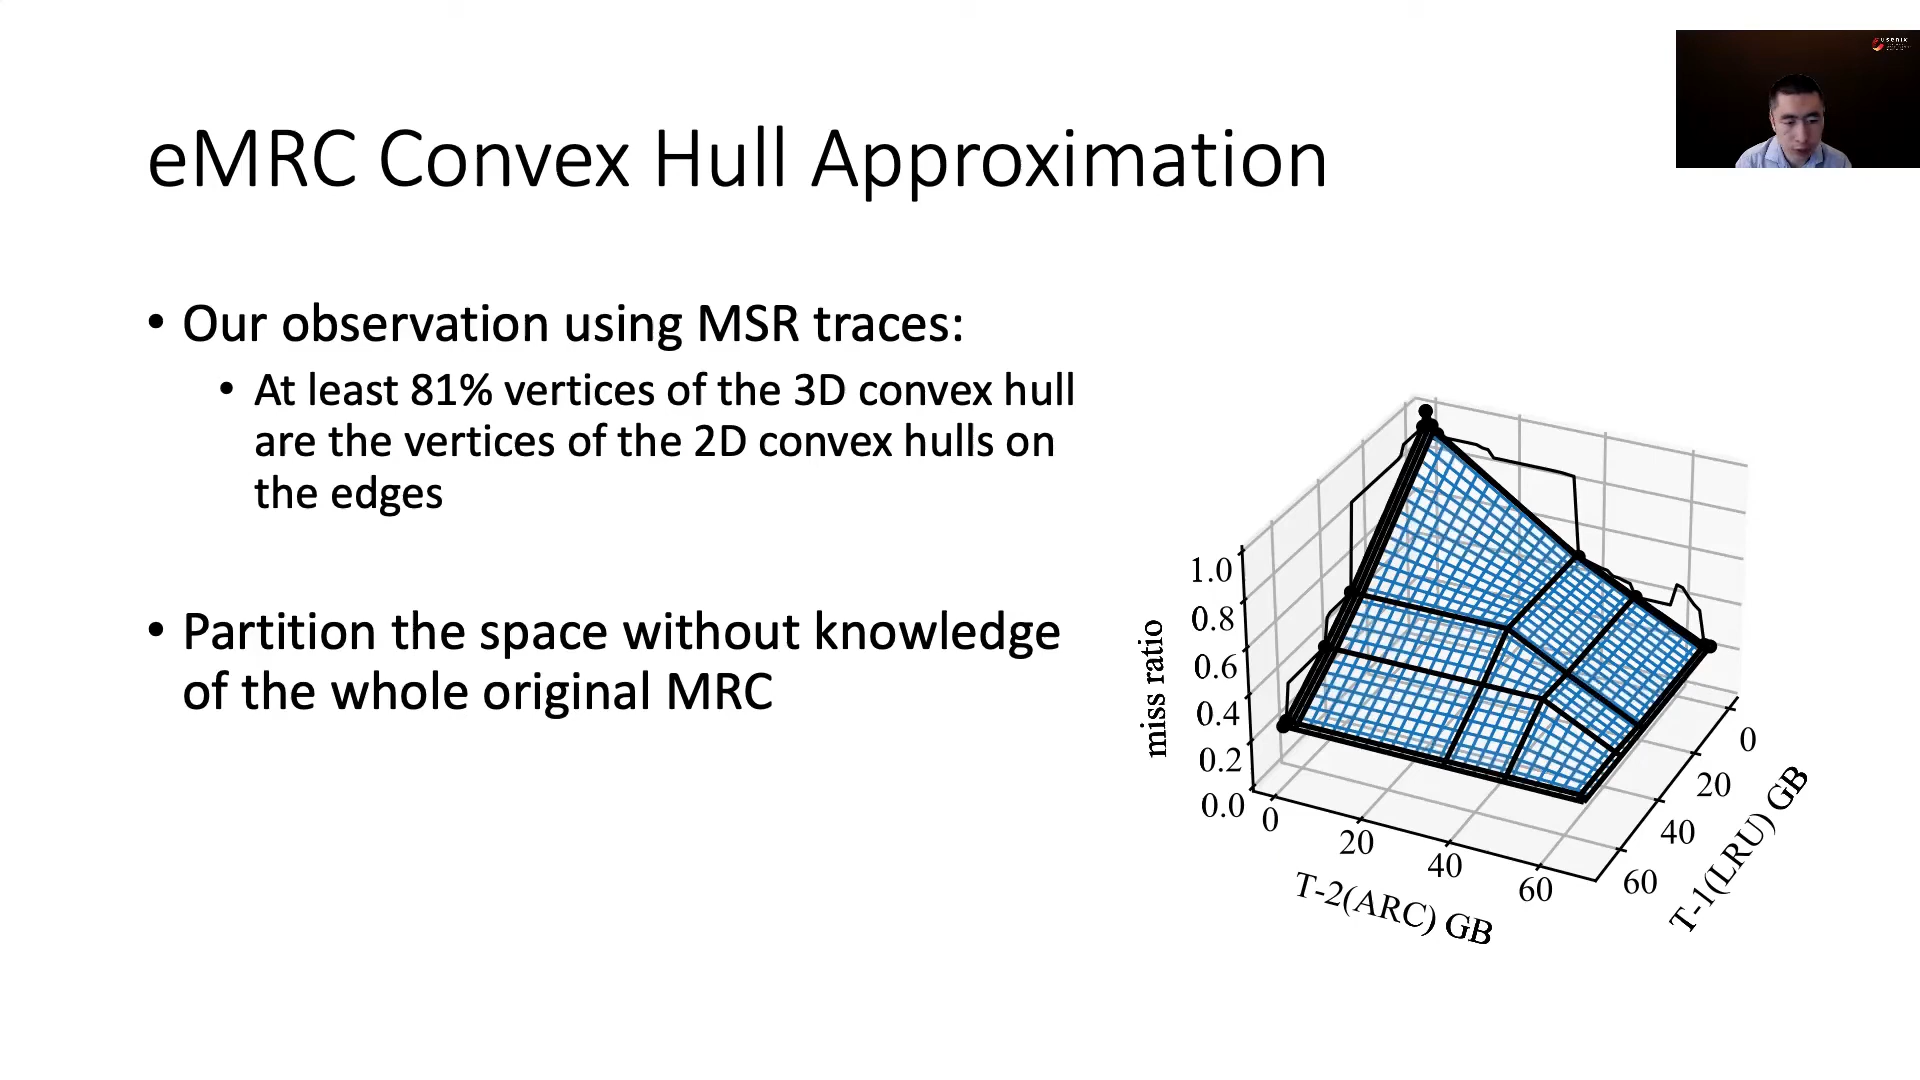 usenix
eMRC Convex Hull Approximation
• Our observation using MSR traces:
• At least 81% vertices of the 3D convex hull
are the vertices of the 2D convex hulls on
the edges
• Partition the space without knowledge
of the whole original MRC
miss ratio
1.0
0.8
0.6
0.4
0.2
0.0
0
20
40
60
T-2(ARC) GB
0
20
40
60
T-1(LRU) GB